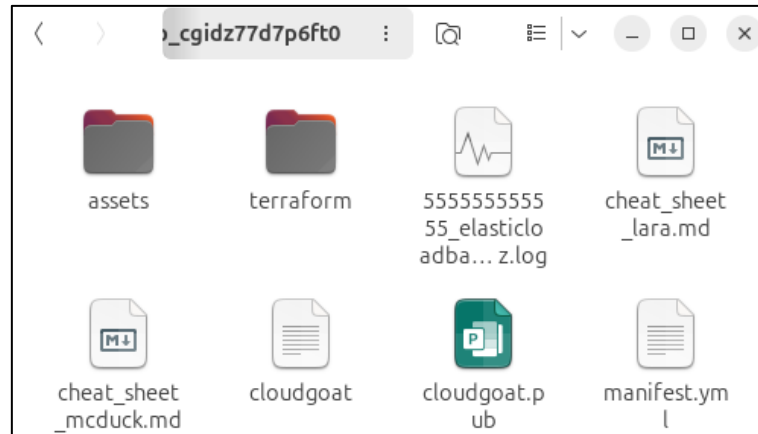 _cgidz77d7p6ft0
assets
terraform
5555555555
55_elasticlo
adba… z.log
cheat_sheet
_lara.md
cheat_sheet
_mcduck.md
cloudgoat
cloudgoat.p
ub
manifest.ym
l